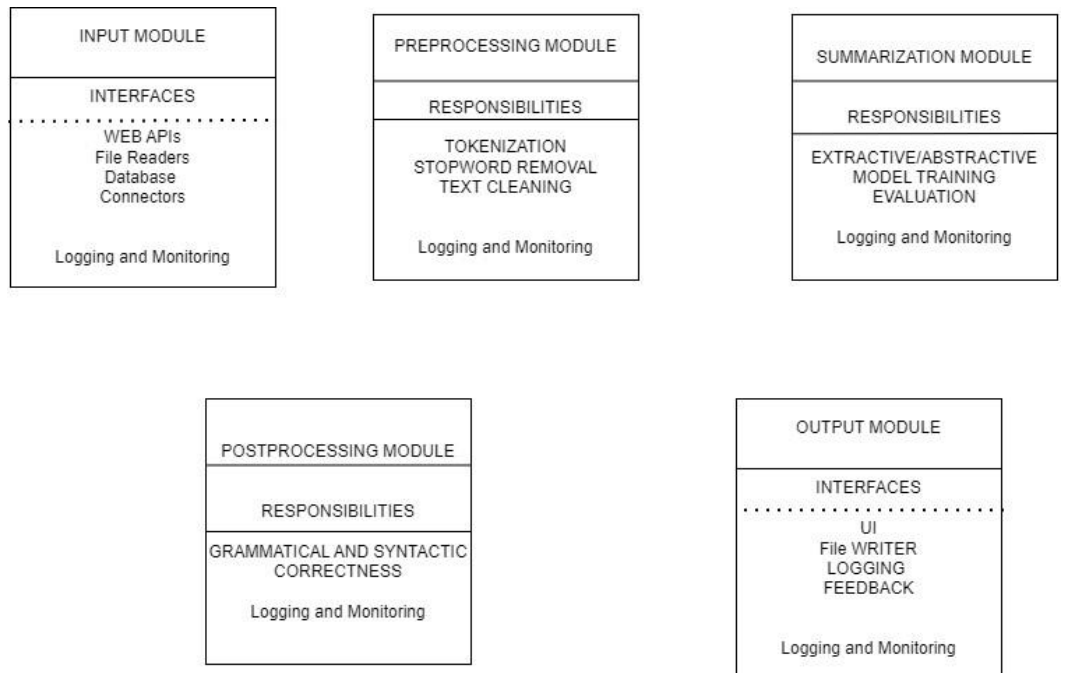 INPUT MODULE
INTERFACES
WEB APIs
File Readers
Database
Connectors
Logging and Monitoring
PREPROCESSING MODULE
RESPONSIBILITIES
TOKENIZATION
STOPWORD REMOVAL
TEXT CLEANING
Logging and Monitoring
SUMMARIZATION MODULE
RESPONSIBILITIES
EXTRACTIVE/ABSTRACTIVE
MODEL TRAINING
EVALUATION
Logging and Monitoring
POSTPROCESSING MODULE
RESPONSIBILITIES
GRAMMATICAL AND SYNTACTIC
CORRECTNESS
Logging and Monitoring
OUTPUT MODULE
INTERFACES
UI
File WRITER
LOGGING
FEEDBACK
Logging and Monitoring